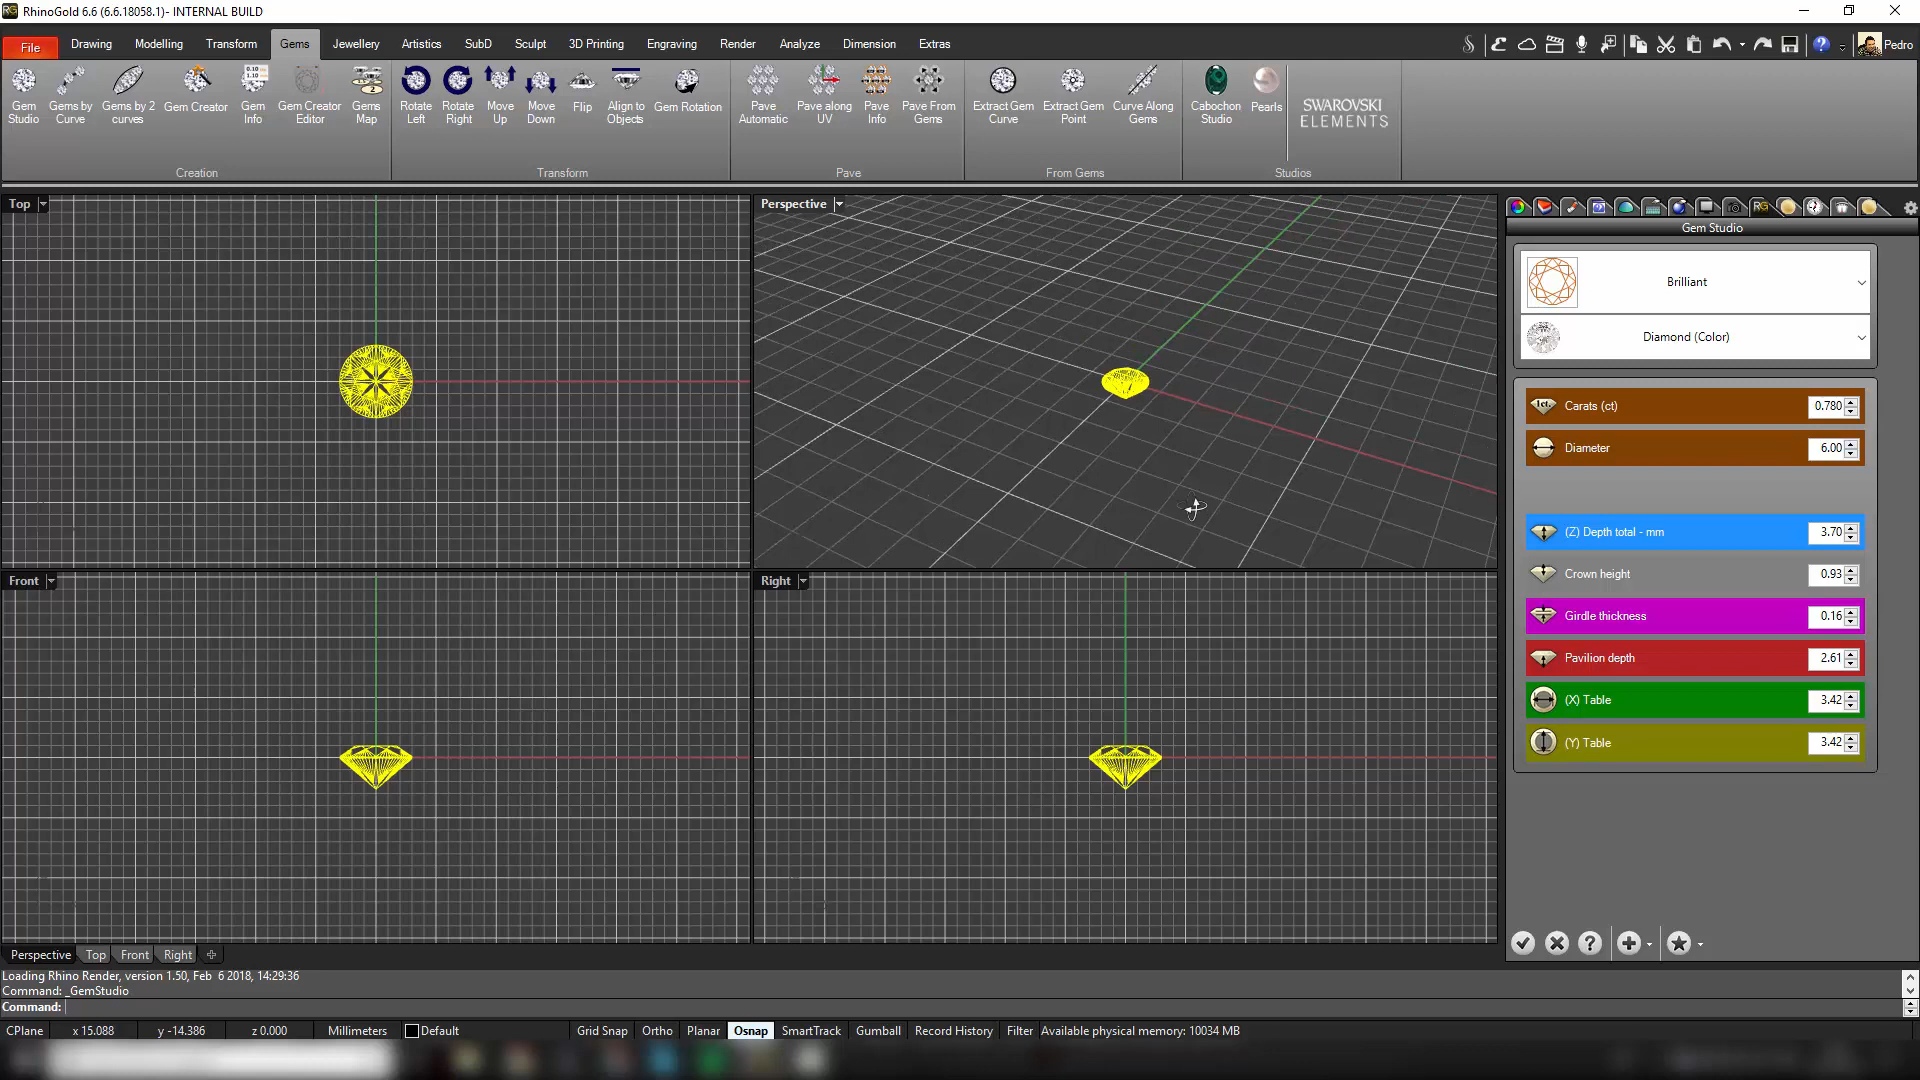 RhinoGold 6.6 (6.6.18058.1)- INTERNAL BUILD
File Drawing Modelling Transform Gems Jewellery Artistics SubD Sculpt 3D Printing Engraving Render Analyze Dimension Extras Pedro
Gem Studio
Gems by Curve
Gems by 2 curves
Gem Creator
Gem Info
Gem Creator Editor
Gems Map
Rotate Left
Rotate Right
Move Up
Move Down
Flip
Align to Objects
Gem Rotation
Pave Automatic
Pave along UV
Pave Info
Pave From Gems
Extract Gem Curve
Extract Gem Point
Curve Along Gems
Cabochon Studio
Pearls
SWAROVSKI
ELEMENTS
Creation Transform Pave From Gems Studios
Top
Perspective
Gem Studio
Brilliant
Diamond (Color)
Carats (ct) 0.780
Diameter 6.00
(Z) Depth total - mm 3.70
Crown height 0.93
Girdle thickness 0.16
Pavilion depth 2.61
(X) Table 3.42
(Y) Table 3.42
Front
Right
Perspective Top Front Right
Loading Rhino Render, version 1.50, Feb 6 2018, 14:29:36
Command: _GemStudio
Command:
CPlane x 15.088 y -14.386 z 0.000 Millimeters Default Grid Snap Ortho Planar Osnap SmartTrack Gumball Record History Filter Available physical memory: 10034 MB